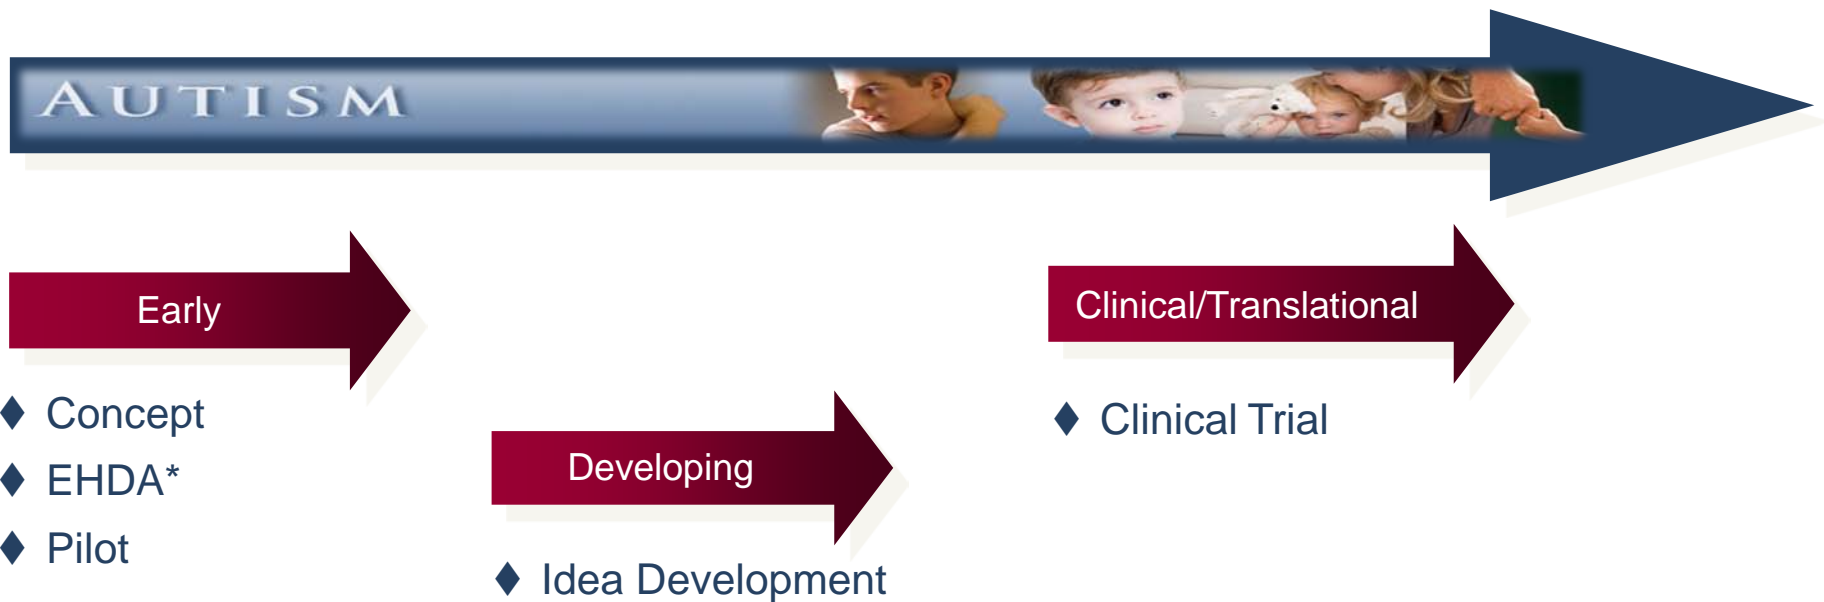 AUTISM
Early
♦ Concept
♦ EHDA*
♦ Pilot
Developing
♦ Idea Development
Clinical/Translational
♦ Clinical Trial